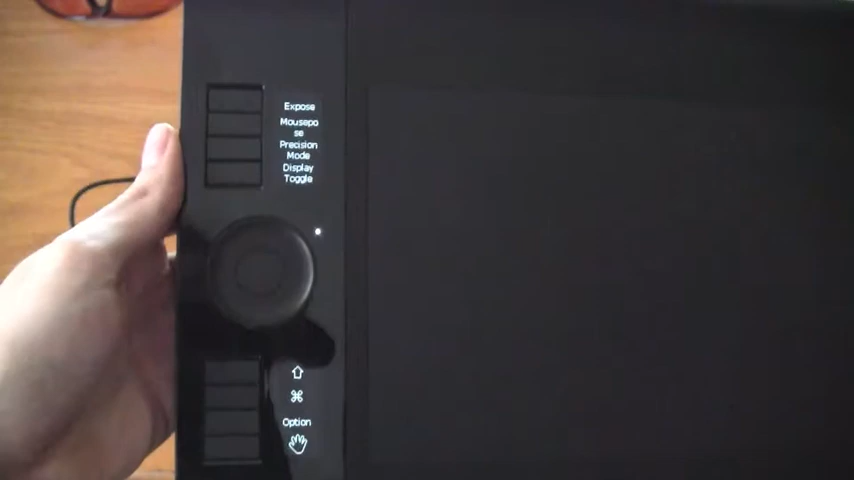 Expose
Mousepo
se
Precision
Mode
Display
Toggle
⌘
Option